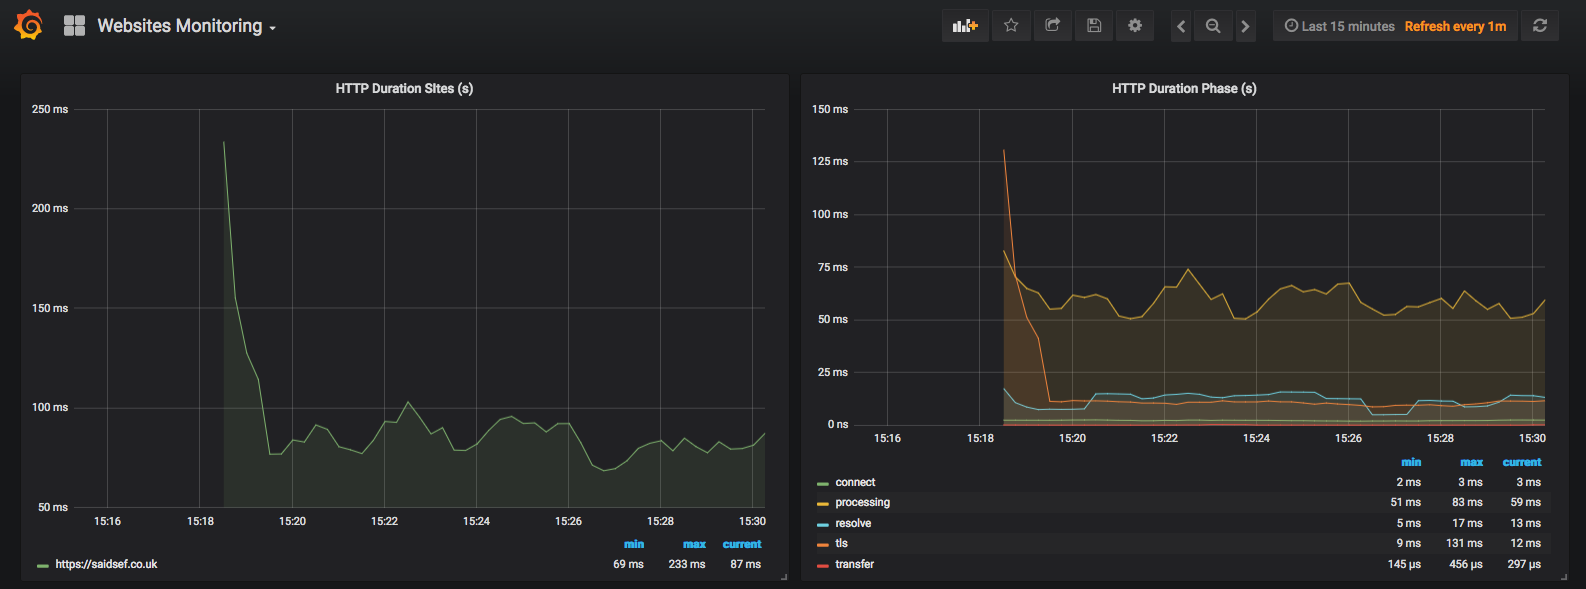 Websites Monitoring
Last 15 minutes Refresh every 1m
HTTP Duration SItes (s)
250 ms
200 ms
150 ms
100 ms
50 ms
15:16 15:18 15:20 15:22 15:24 15:26 15:28 15:30
min max current
https://saidsef.co.uk 69 ms 233 ms 87 ms
HTTP Duration Phase (s)
150 ms
125 ms
100 ms
75 ms
50 ms
25 ms
0 ns
15:16 15:18 15:20 15:22 15:24 15:26 15:28 15:30
min max current
connect 2 ms 3 ms 3 ms
processing 51 ms 83 ms 59 ms
resolve 5 ms 17 ms 13 ms
tls 9 ms 131 ms 12 ms
transfer 145 µs 456 µs 297 µs